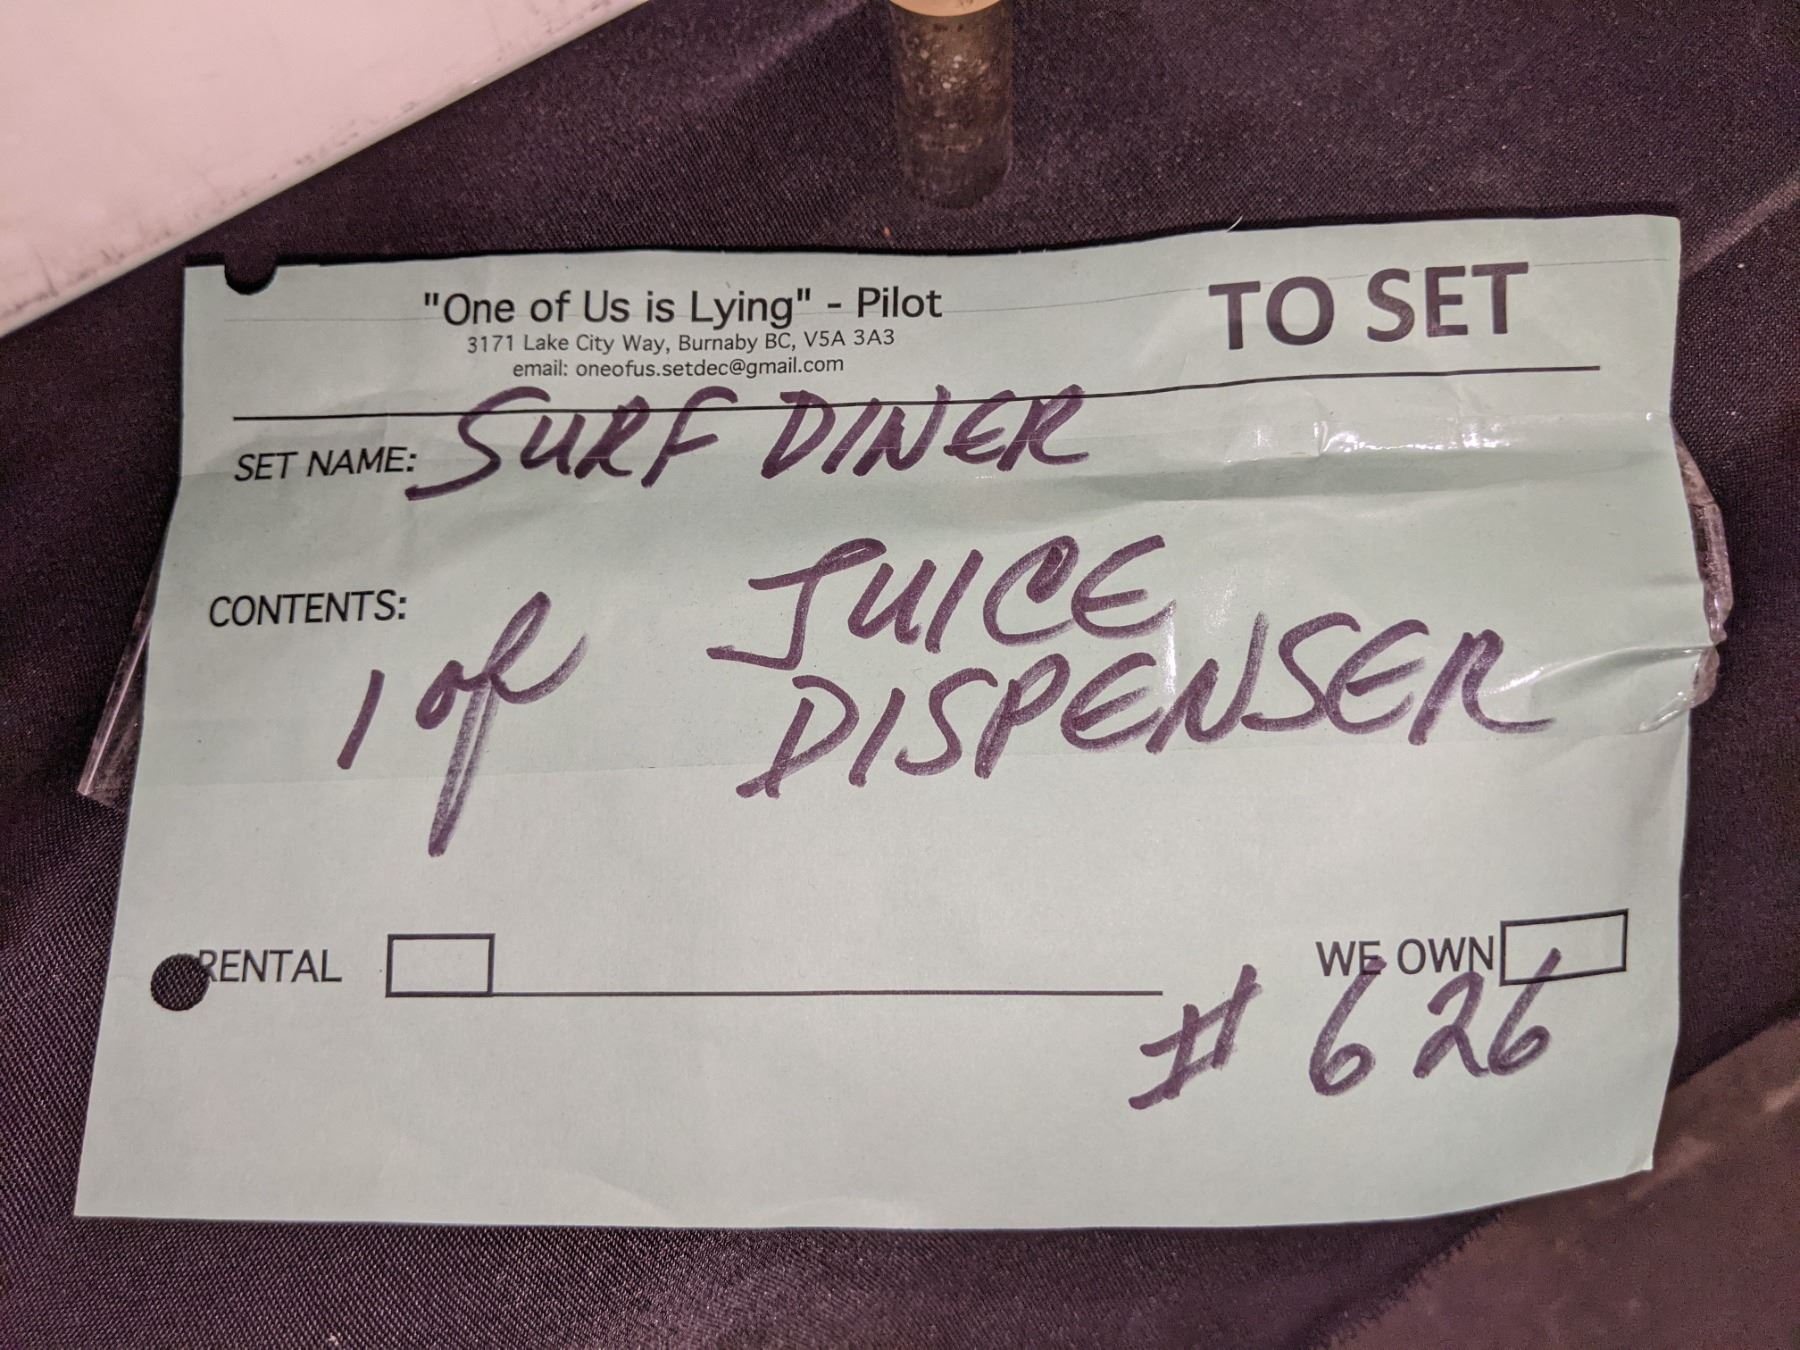 "One of Us is Lying" - Pilot
TO SET
3171 Lake City Way, Burnaby BC, V5A 3A3
email: oneofus.setdec@gmail.com
SET NAME: SURF DINER
CONTENTS:
1 of
JUICE
DISPENSER
RENTAL
WE OWN
# 626